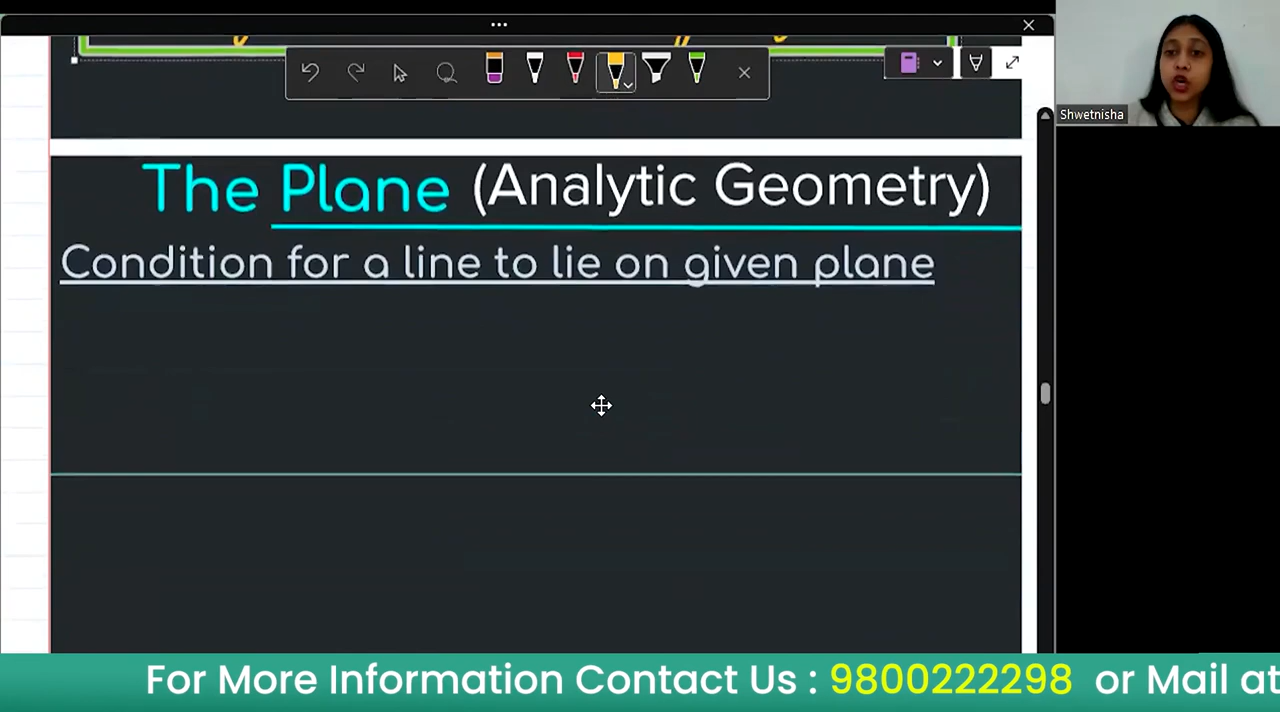 Shwetnisha
The Plane (Analytic Geometry)
Condition for a line to lie on given plane
For More Information Contact Us : 9800222298 or Mail at